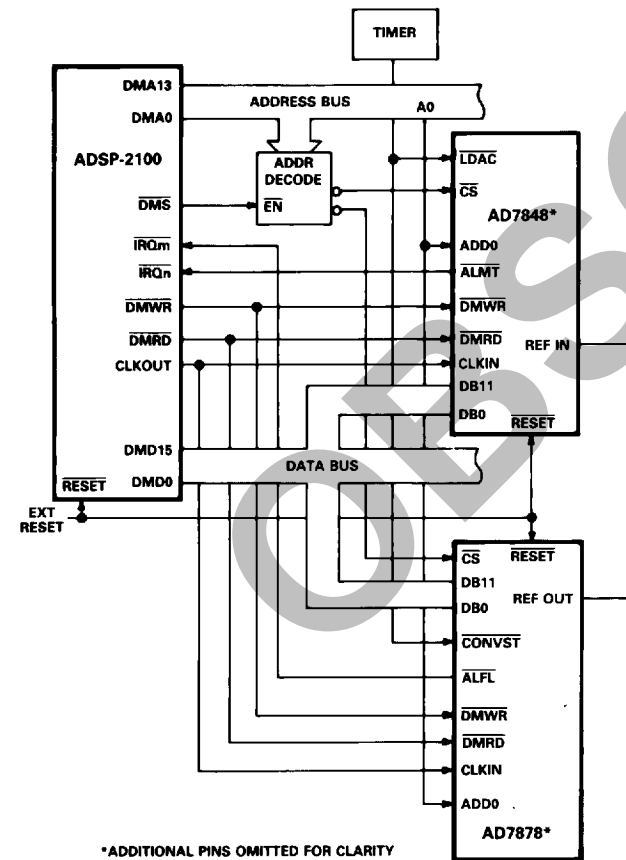 TIMER
DMA13
ADDRESS BUS
A0
DMA0
ADSP-2100
ADDR
DECODE
EN
LDAC
CS
AD7848*
DMS
IRQm
ADD0
IRQn
ALMT
DMWR
DMWR
DMRD
DMRD
REF IN
CLKOUT
CLKIN
DB11
DB0
RESET
DMD15
DATA BUS
RESET
DMD0
EXT
RESET
CS
RESET
DB11
DB0
REF OUT
CONVST
ALFL
DMWR
DMRD
CLKIN
ADD0
AD7878*
*ADDITIONAL PINS OMITTED FOR CLARITY
OBS